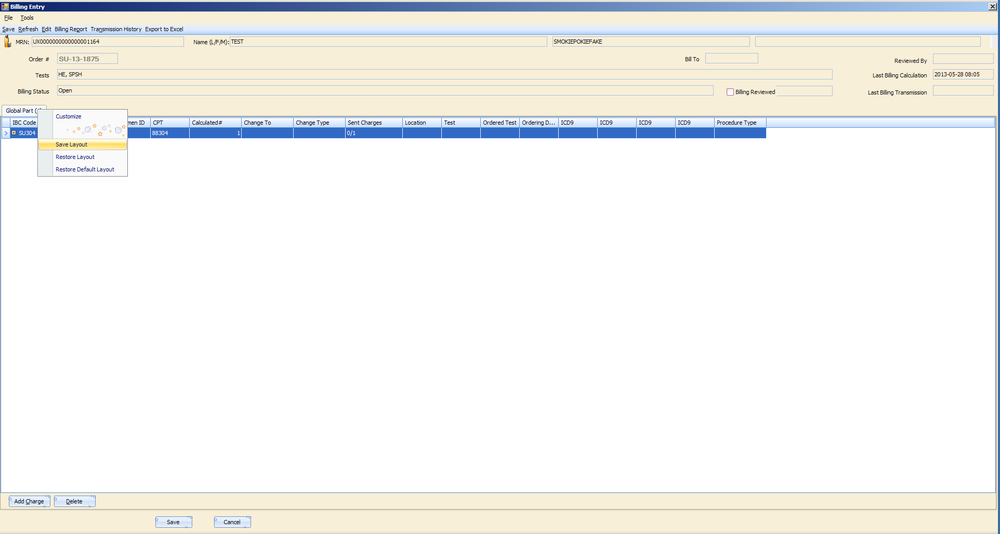 Billing Entry
File Tools
Save Refresh Edit Billing Report Transmission History Export to Excel
MRN: UX0000000000000001164 Name (L/F/M): TEST SMOKIEPOKIEFAKE
Order # SU-13-1875 Bill To Reviewed By
Tests HE, SPSH Last Billing Calculation 2013-05-28 08:05
Billing Status Open Billing Reviewed Last Billing Transmission
Global Part (
Customize
IBC Code men ID CPT Calculated# Change To Change Type Sent Charges Location Test Ordered Test Ordering D... ICD9 ICD9 ICD9 ICD9 Procedure Type
SU304 88304 1 0/1
Save Layout
Restore Layout
Restore Default Layout
Add Charge Delete
Save Cancel